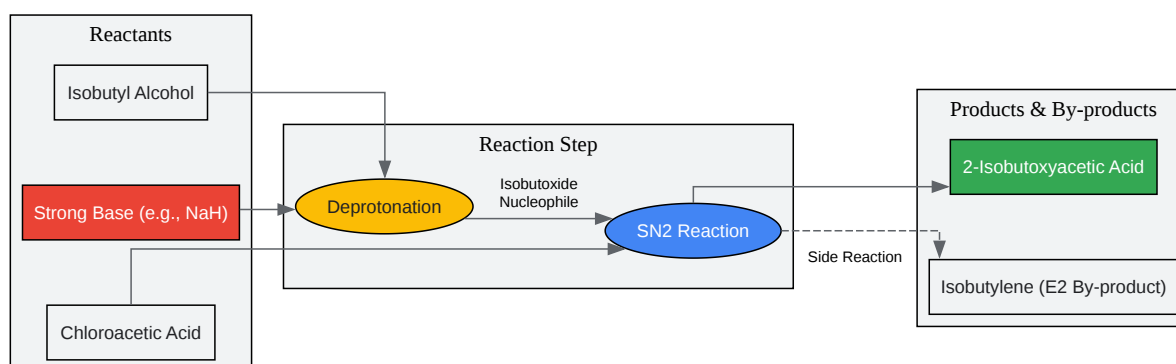 Reactants
Isobutyl Alcohol
Strong Base (e.g., NaH)
Chloroacetic Acid
Reaction Step
Deprotonation
Isobutoxide
Nucleophile
SN2 Reaction
Side Reaction
Products & By-products
2-Isobutoxyacetic Acid
Isobutylene (E2 By-product)